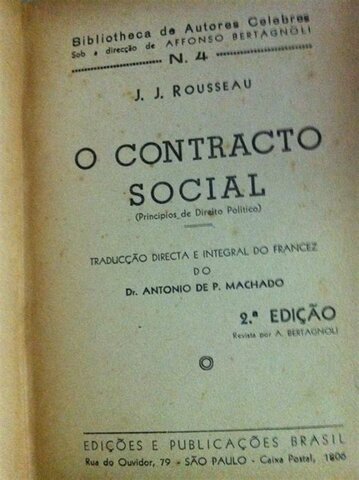 Bibliotheca de Autores Celebres
Sob a direcção de AFFONSO BERTAGNOLI
N. 4
J. J. ROUSSEAU
O CONTRACTO
SOCIAL
(Principios de Direito Politico)
TRADUCÇÃO DIRECTA E INTEGRAL DO FRANCEZ
DO
Dr. ANTONIO DE P. MACHADO
2.ª EDIÇÃO
Revista por A. BERTAGNOLI
EDIÇÕES E PUBLICAÇÕES BRASIL
Rua do Ouvidor, 79 - SÃO PAULO - Caixa Postal, 1806